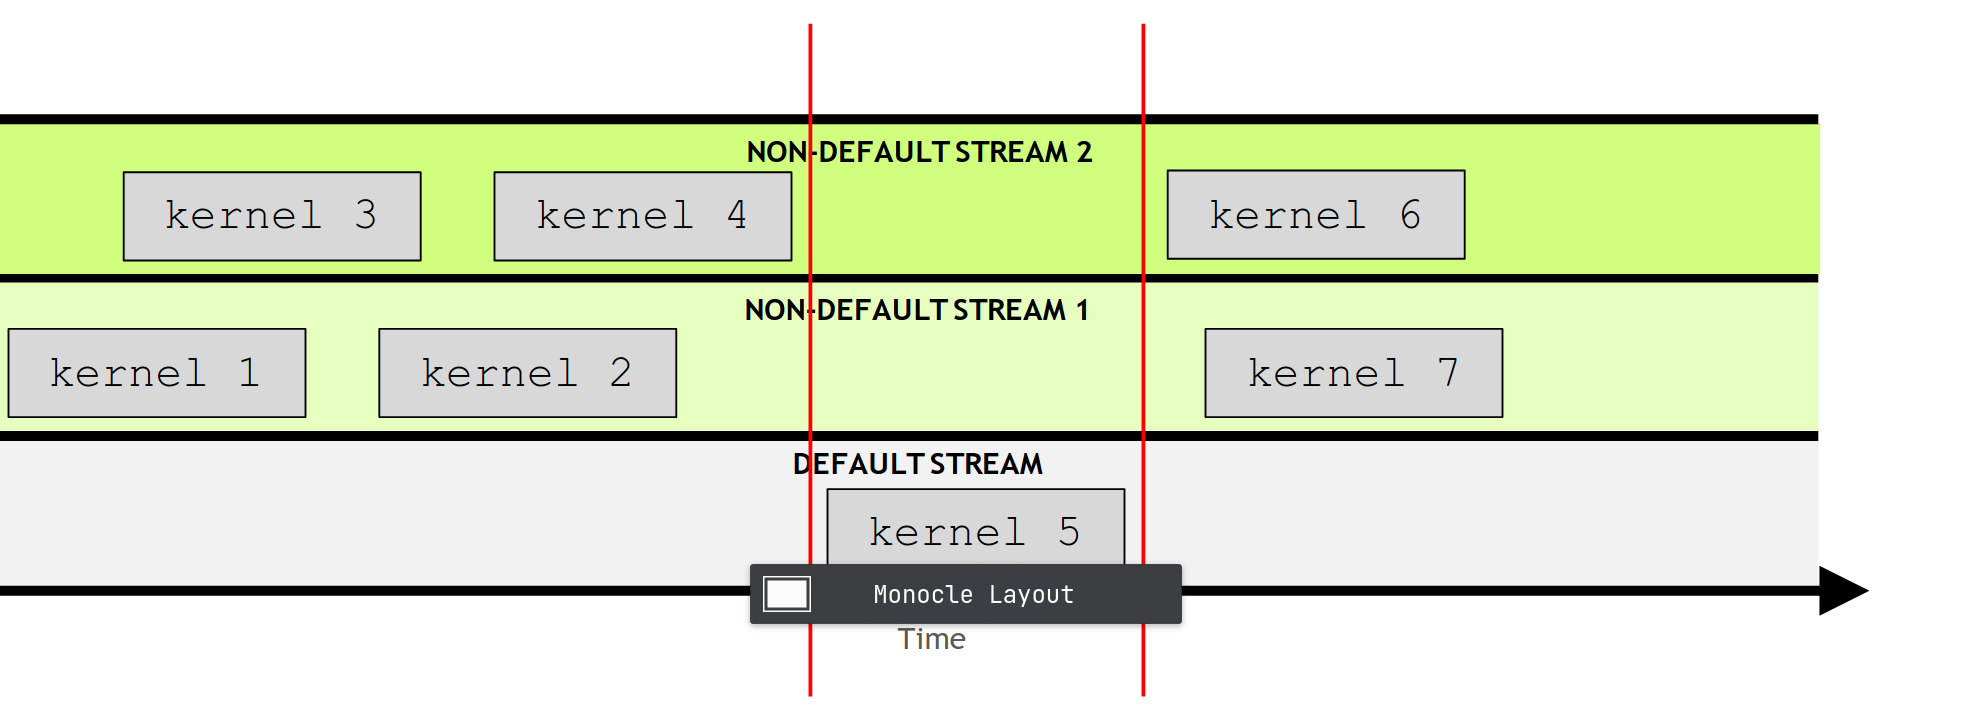 NON-DEFAULT STREAM 2
kernel 3
kernel 4
kernel 6
NON-DEFAULT STREAM 1
kernel 1
kernel 2
kernel 7
DEFAULT STREAM
kernel 5
Monocle Layout
Time